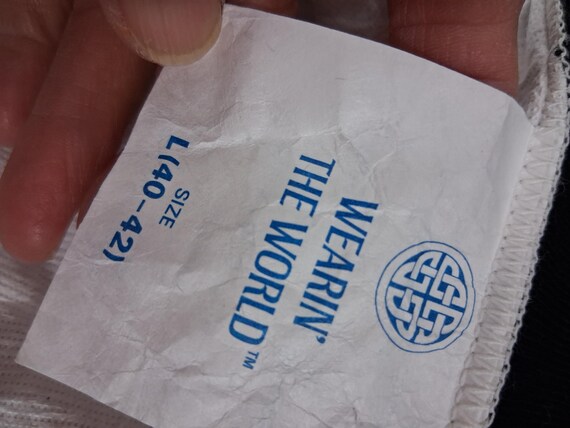 WEARIN'
THE WORLD™
SIZE
L(40-42)